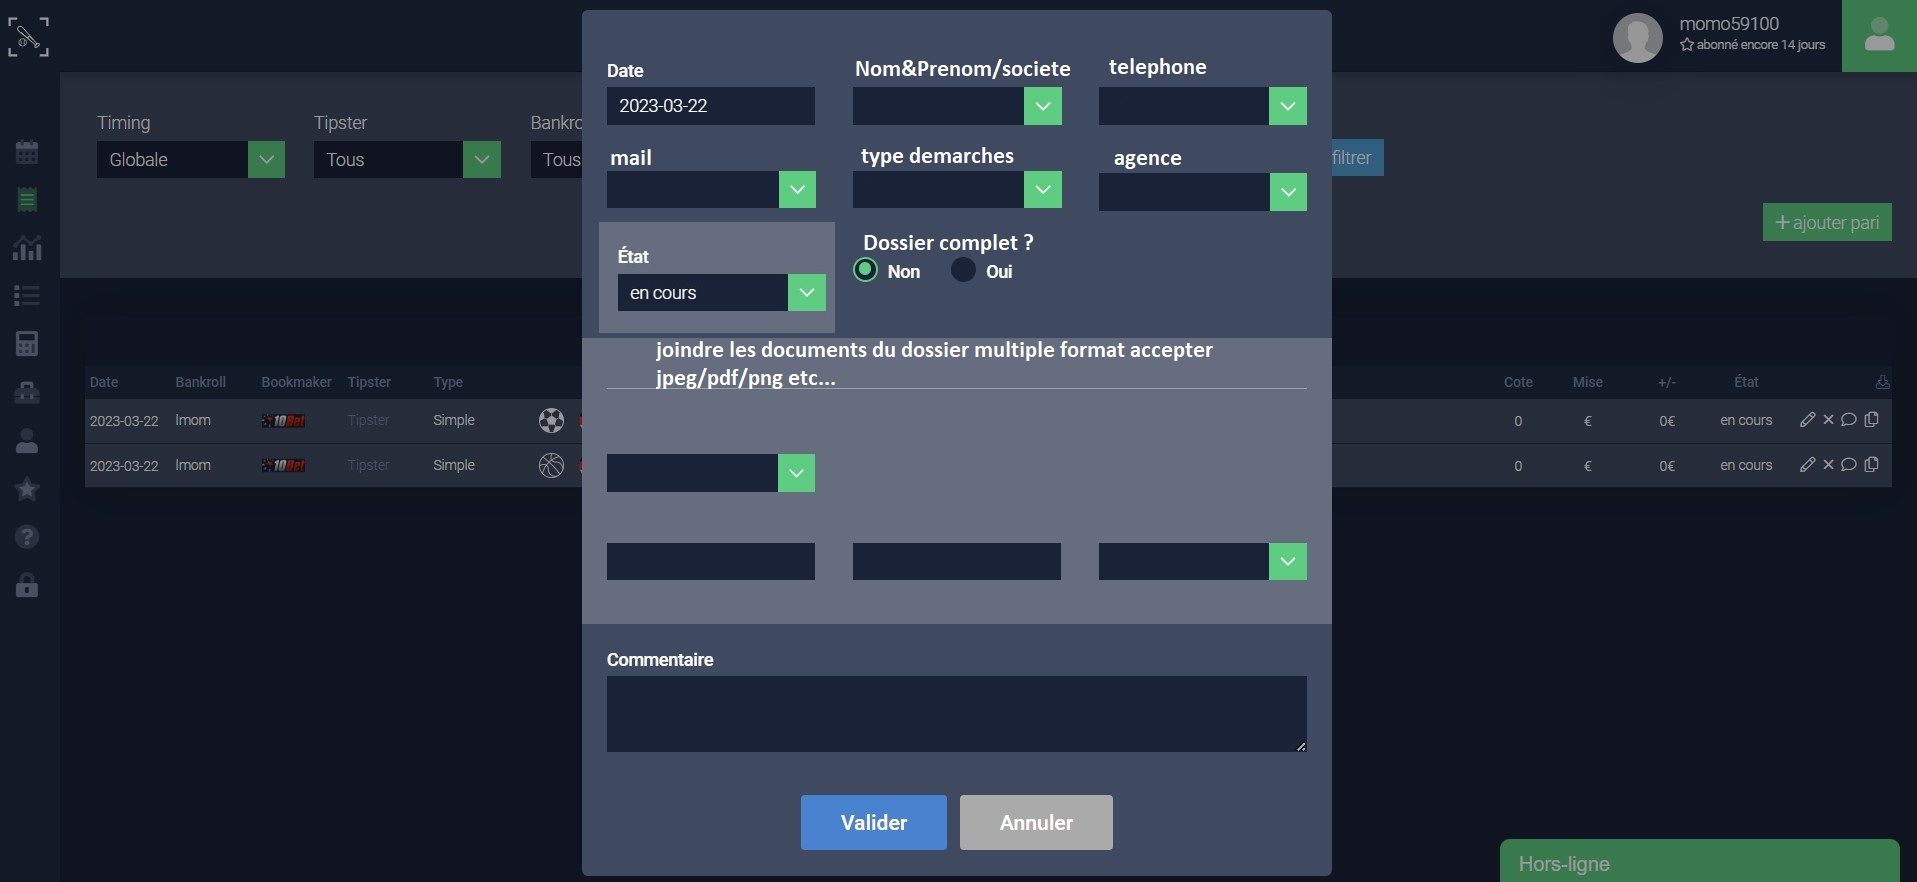 momo59100
abonné encore 14 jours
Timing
Tipster
Bankro
Globale
Tous
Tous
filtrer
+ ajouter pari
Date
Nom&Prenom/societe
telephone
2023-03-22
mail
type demarches
agence
État
en cours
Dossier complet ?
Non
Oui
joindre les documents du dossier multiple format accepter
jpeg/pdf/png etc...
Commentaire
Valider
Annuler
Date Bankroll Bookmaker Tipster Type Cote Mise +/- État
2023-03-22 lmom 10Bet Tipster Simple 0 € 0€ en cours
2023-03-22 lmom 10Bet Tipster Simple 0 € 0€ en cours
Hors-ligne